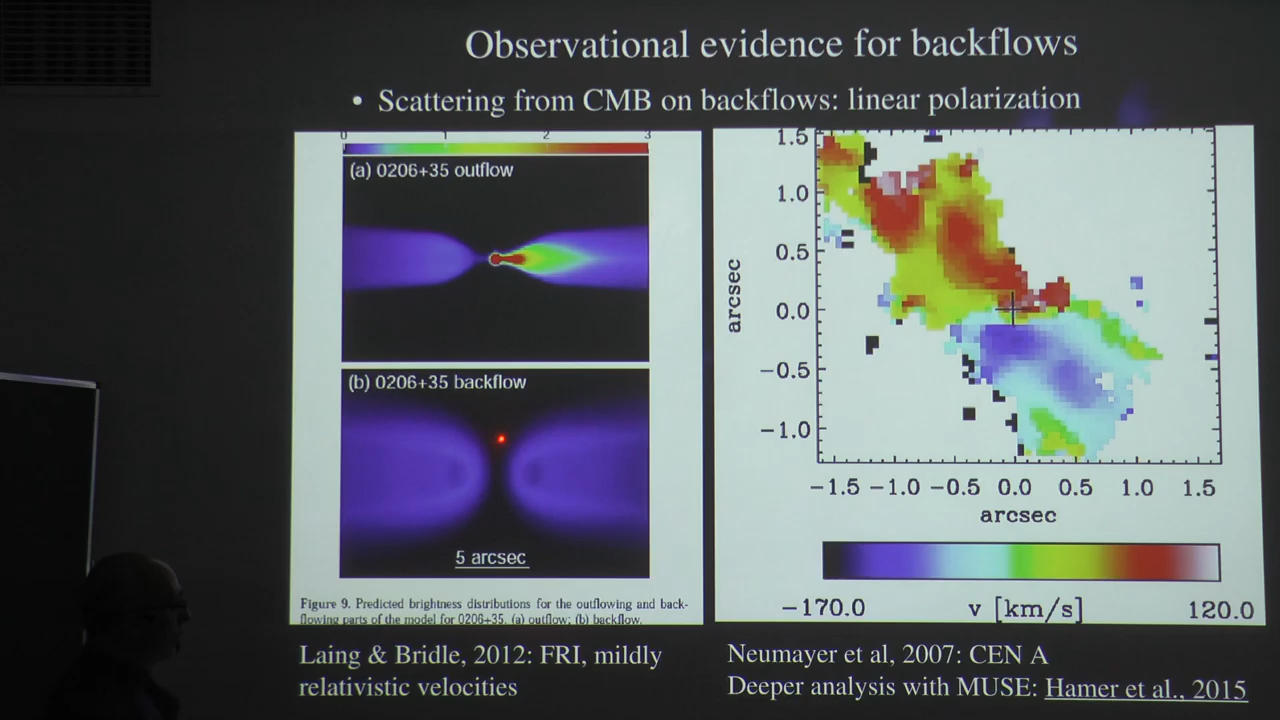 Observational evidence for backflows
• Scattering from CMB on backflows: linear polarization
0 1 2 3
(a) 0206+35 outflow
(b) 0206+35 backflow
5 arcsec
Figure 9. Predicted brightness distributions for the outflowing and back-
flowing parts of the model for 0206+35. (a) outflow; (b) backflow.
Laing & Bridle, 2012: FRI, mildly
relativistic velocities
1.5
1.0
0.5
0.0
−0.5
−1.0
arcsec
−1.5 −1.0 −0.5 0.0 0.5 1.0 1.5
arcsec
−170.0 v [km/s] 120.0
Neumayer et al, 2007: CEN A
Deeper analysis with MUSE: Hamer et al., 2015